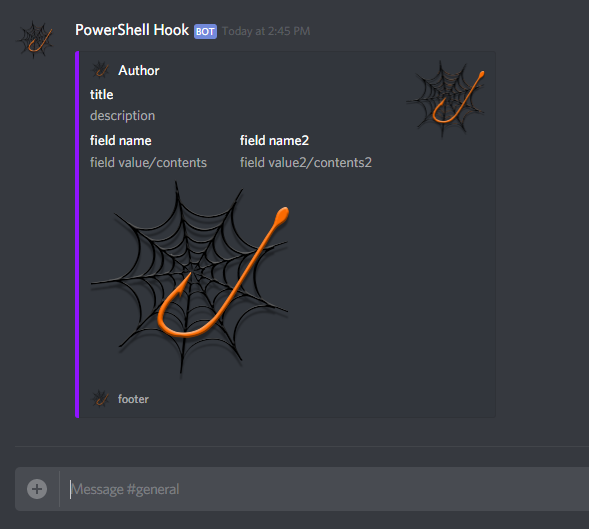 PowerShell Hook BOT Today at 2:45 PM
Author
title
description
field name field name2
field value/contents field value2/contents2
footer
Message #general